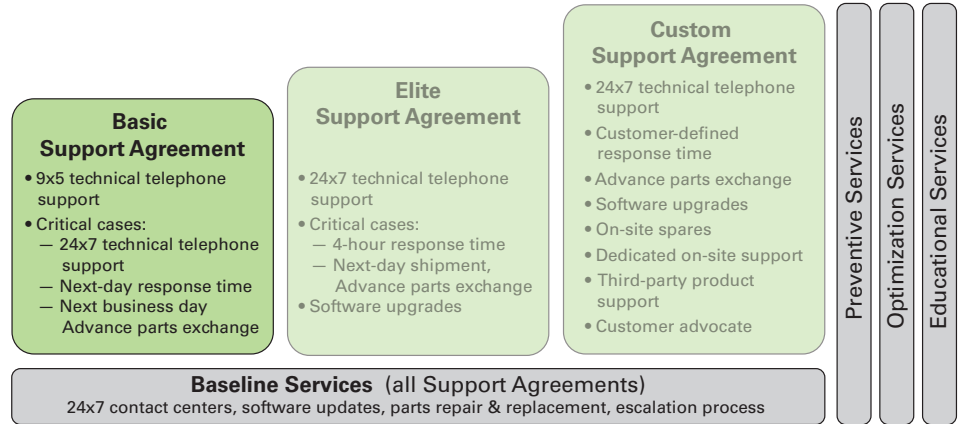 Basic
Support Agreement
• 9x5 technical telephone
support
• Critical cases:
— 24x7 technical telephone
support
— Next-day response time
— Next business day
Advance parts exchange
Elite
Support Agreement
• 24x7 technical telephone
support
• Critical cases:
— 4-hour response time
— Next-day shipment,
Advance parts exchange
• Software upgrades
Custom
Support Agreement
• 24x7 technical telephone
support
• Customer-defined
response time
• Advance parts exchange
• Software upgrades
• On-site spares
• Dedicated on-site support
• Third-party product
support
• Customer advocate
Preventive Services
Optimization Services
Educational Services
Baseline Services (all Support Agreements)
24x7 contact centers, software updates, parts repair & replacement, escalation process